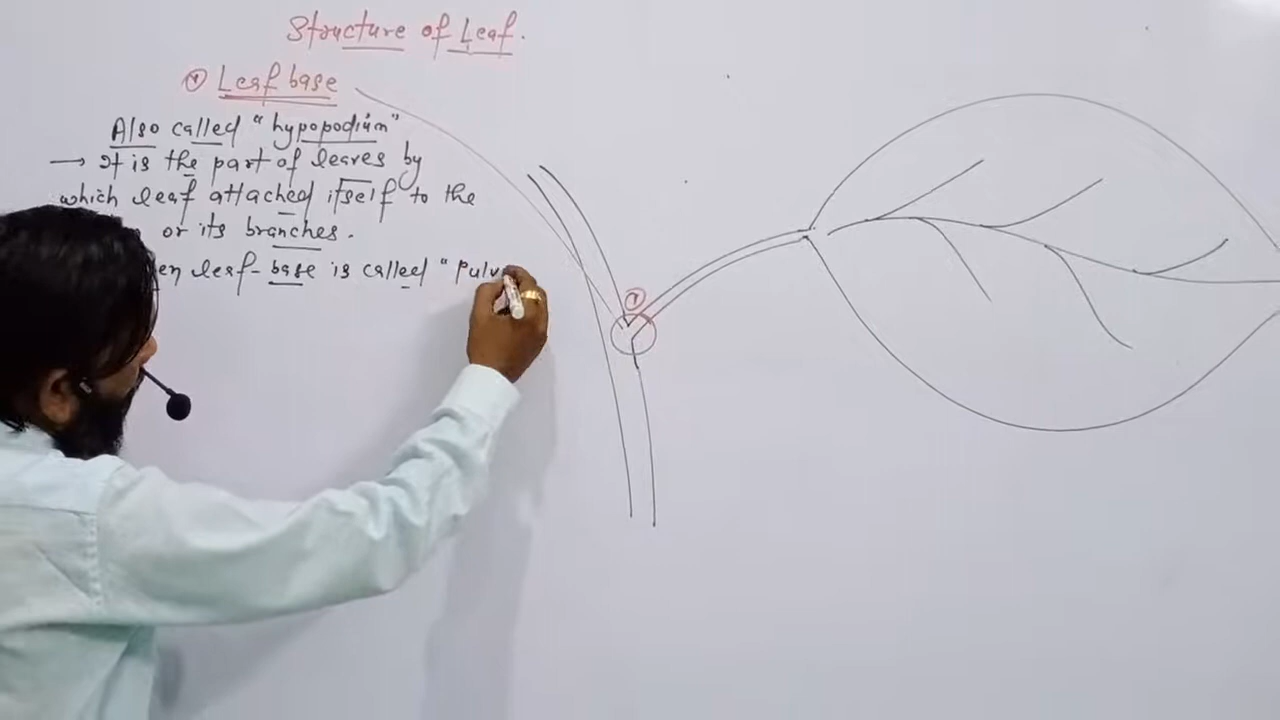 Structure of Leaf.
① Leaf base
Also called "hypopodium"
→ It is the part of leaves by
which leaf attached itself to the
or its branches.
en leaf-base is called "Pulv
①